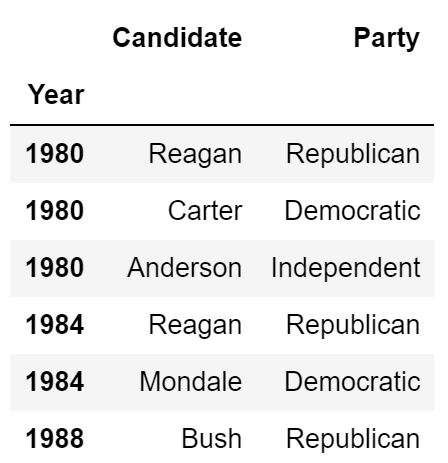 Candidate Party
Year
1980 Reagan Republican
1980 Carter Democratic
1980 Anderson Independent
1984 Reagan Republican
1984 Mondale Democratic
1988 Bush Republican